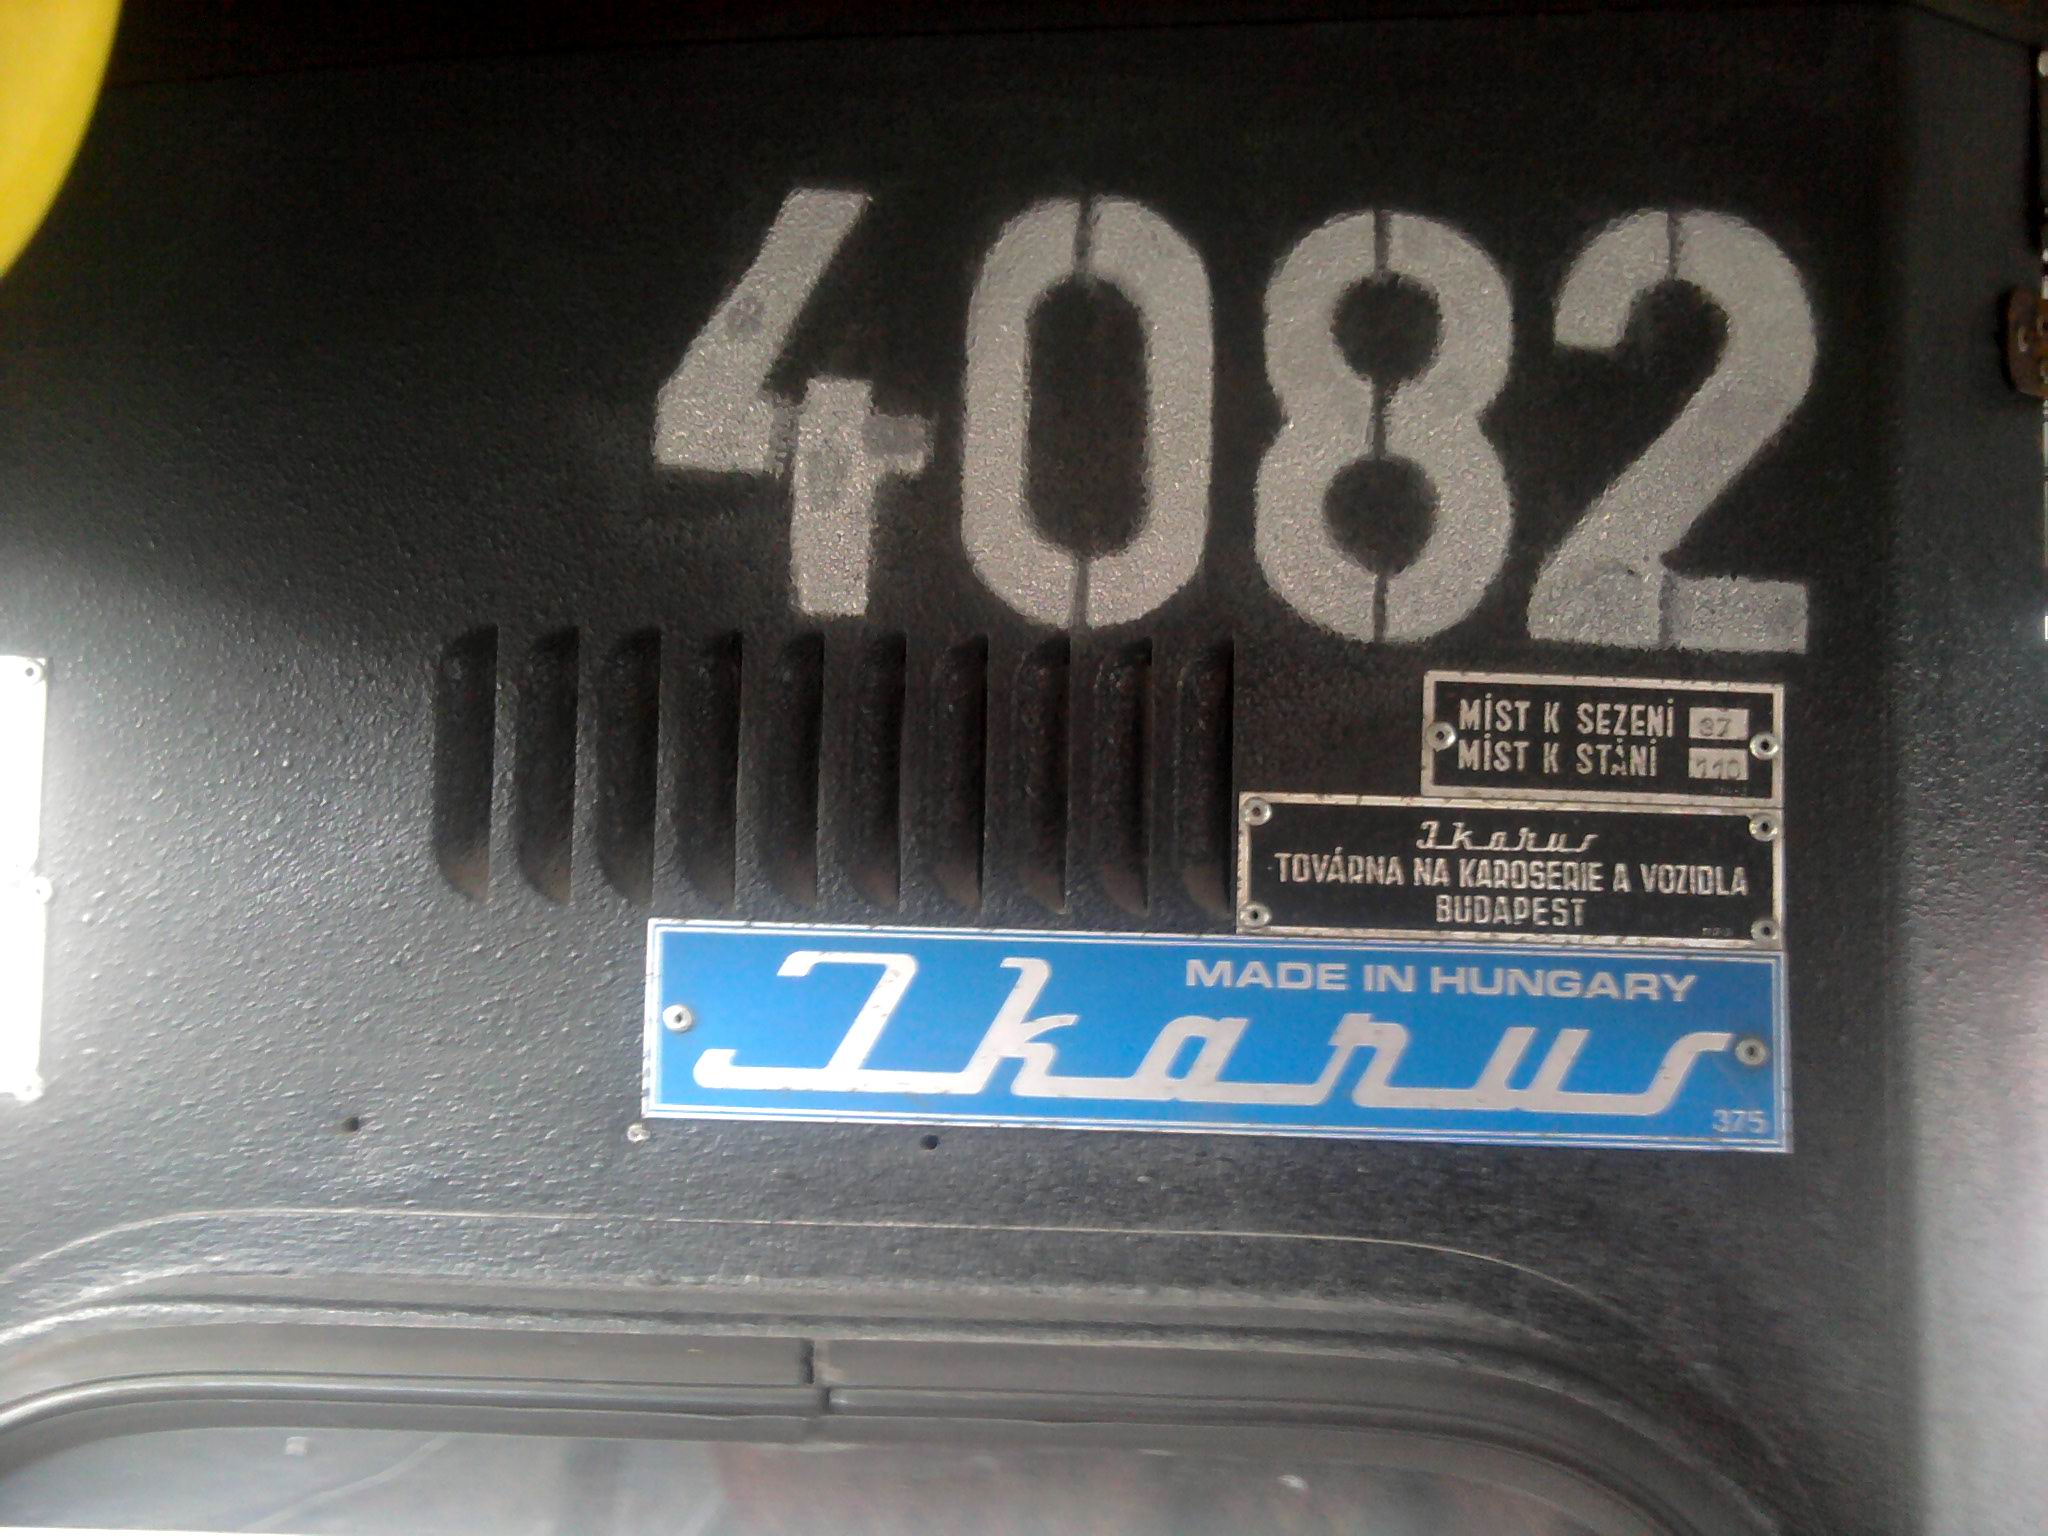 4082
MÍST K SEZENÍ 37
MÍST K STÁNÍ 110
Ikarus
TOVÁRNA NA KAROSERIE A VOZIDLA
BUDAPEST
MADE IN HUNGARY
Ikarus
375